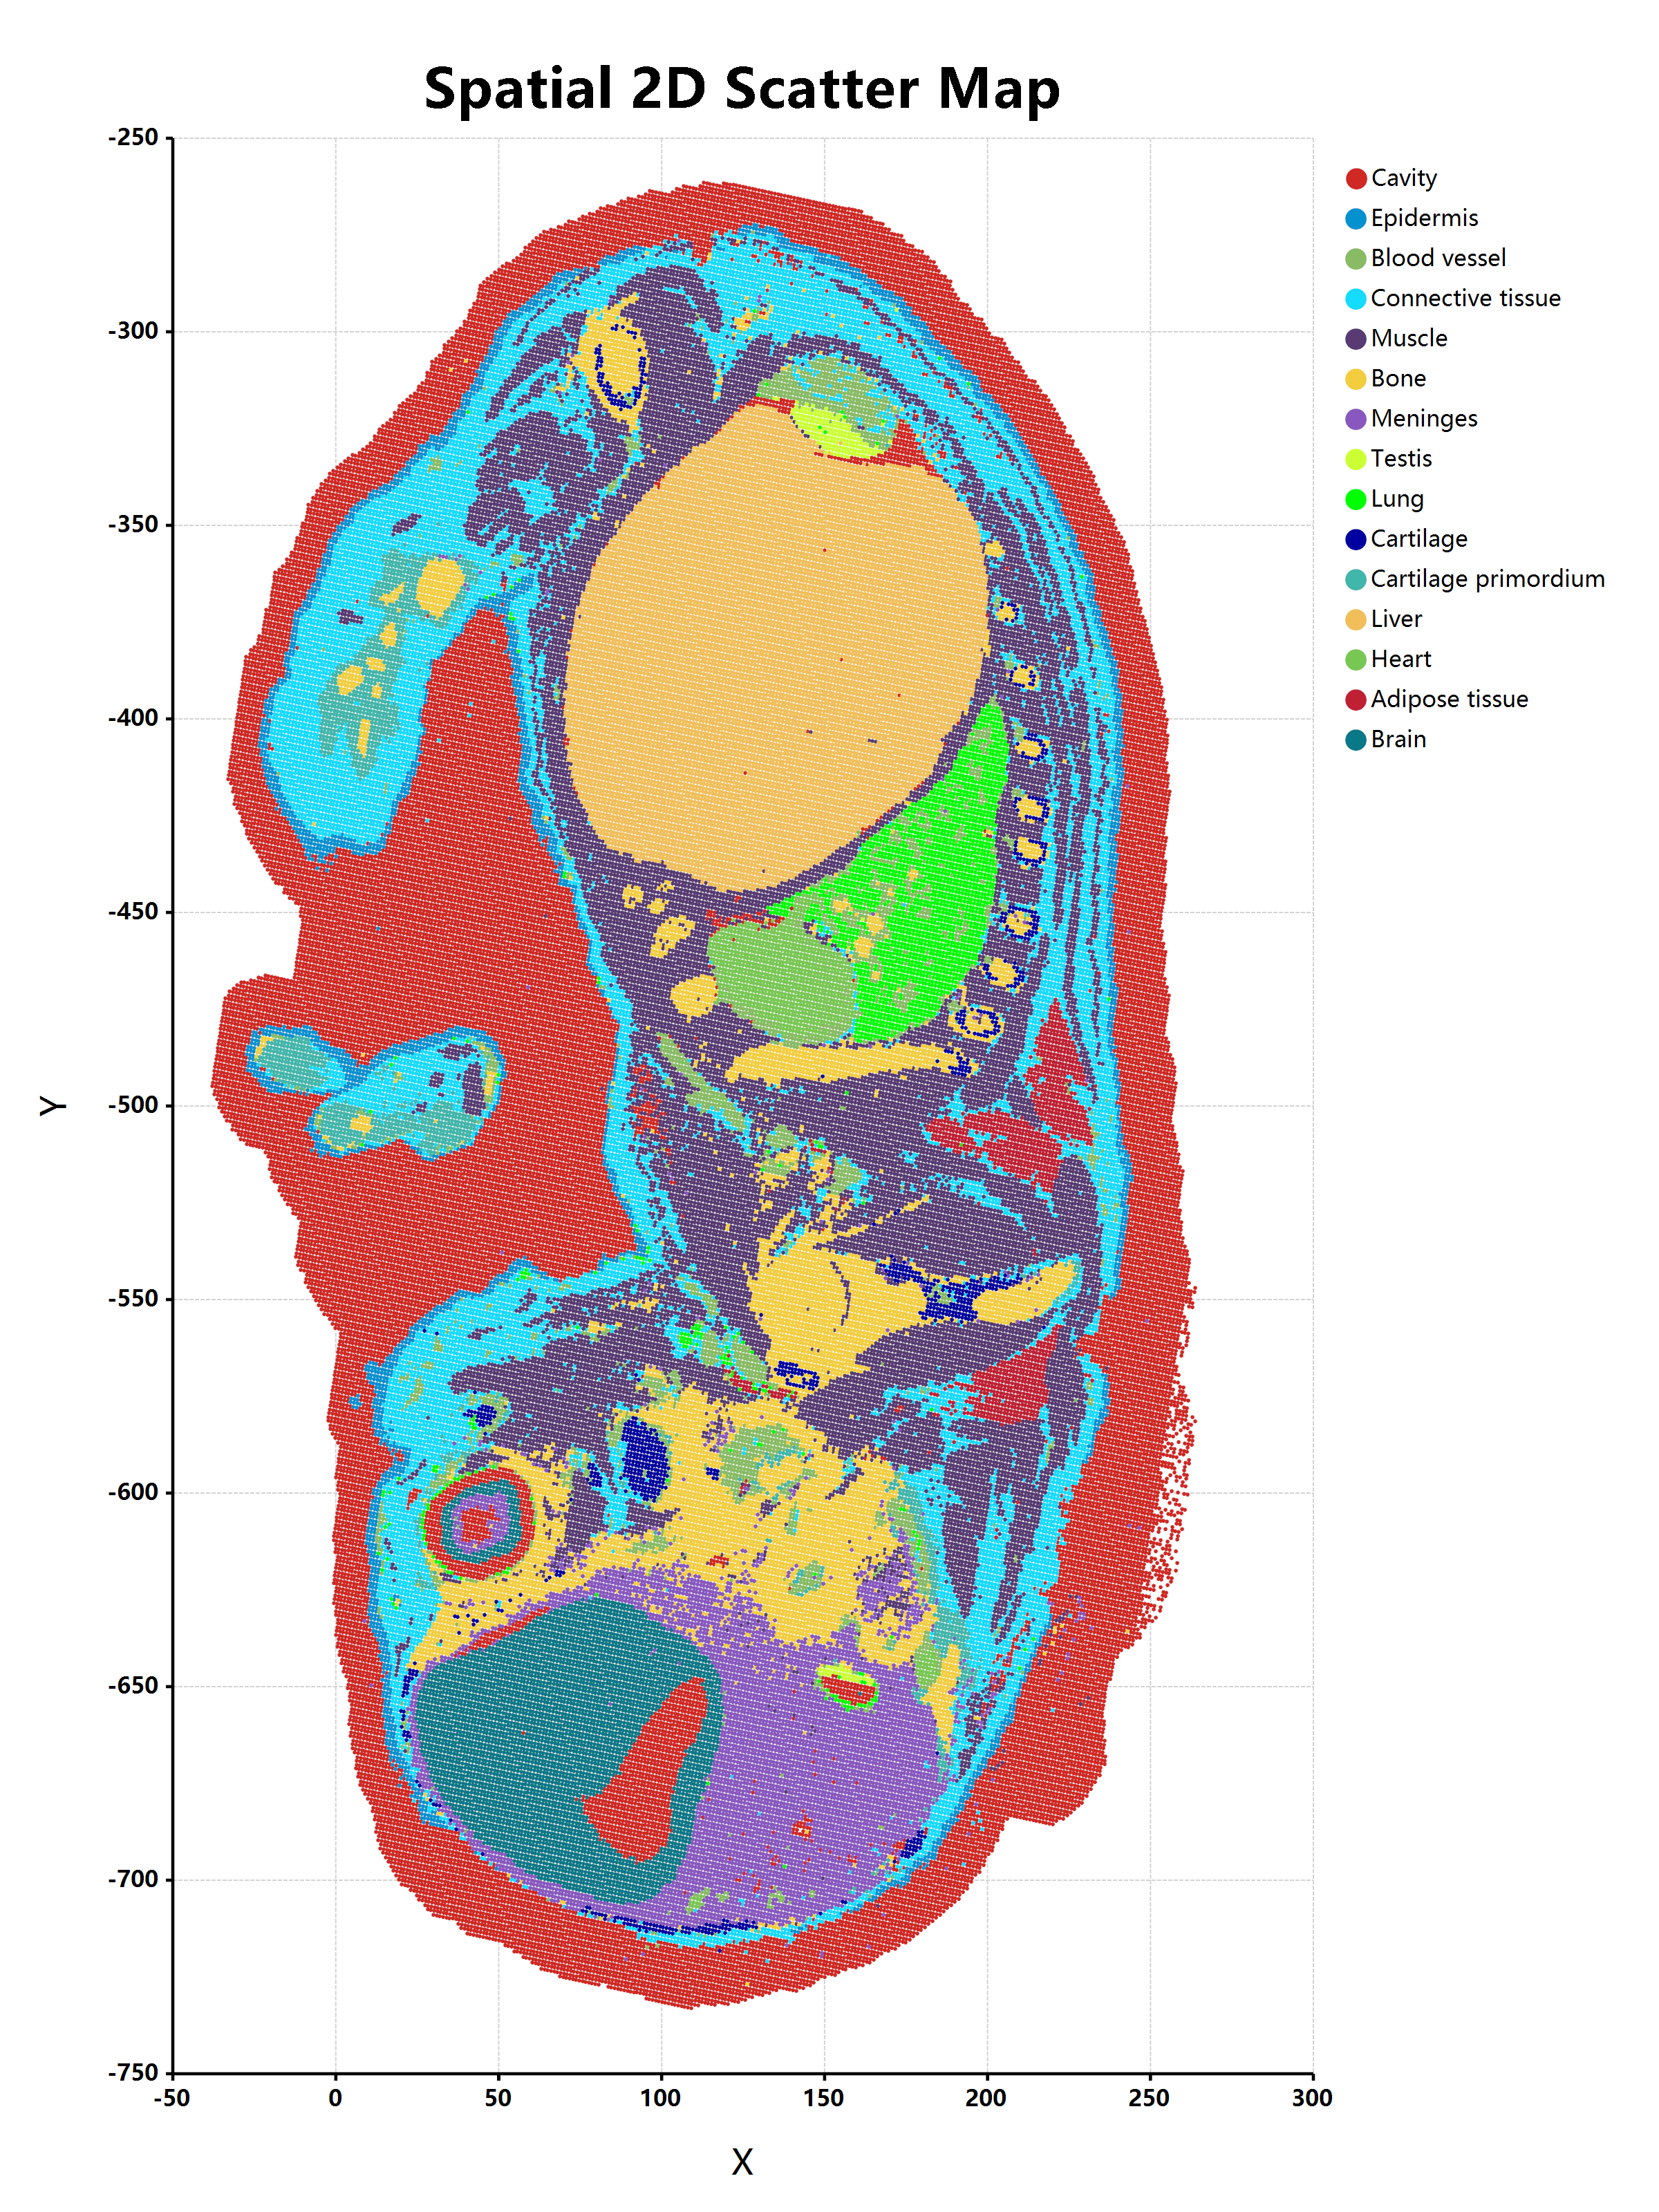 Spatial 2D Scatter Map
-250
-300
-350
-400
-450
-500
-550
-600
-650
-700
-750
-50 0 50 100 150 200 250 300
X
Y
Cavity
Epidermis
Blood vessel
Connective tissue
Muscle
Bone
Meninges
Testis
Lung
Cartilage
Cartilage primordium
Liver
Heart
Adipose tissue
Brain